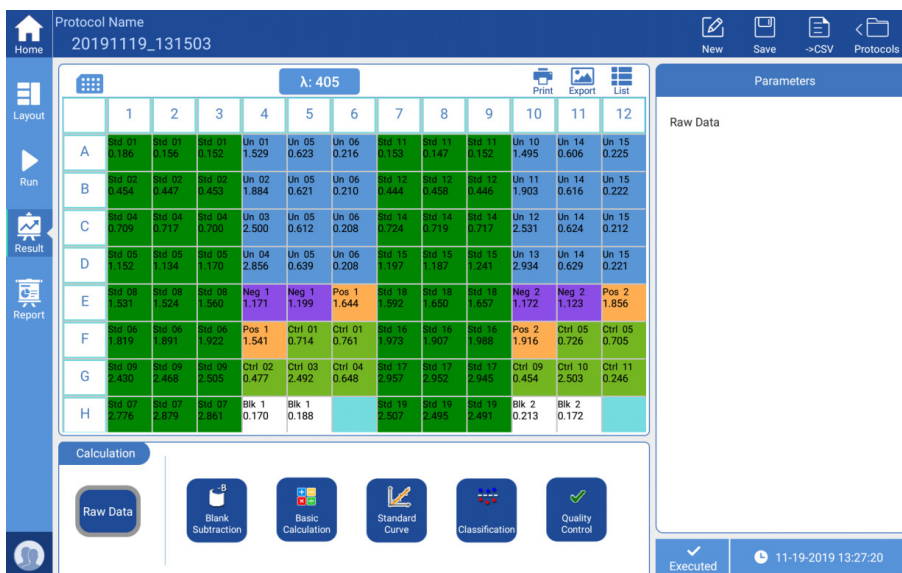 Protocol Name
20191119_131503
Home
New
Save
->CSV
Protocols
Layout
Run
Result
Report
λ: 405
Print
Export
List
1 2 3 4 5 6 7 8 9 10 11 12
A
Std 01 Std 01 Std 01 Un 01 Un 05 Un 06 Std 11 Std 11 Std 11 Un 10 Un 14 Un 15
0.186 0.156 0.152 1.529 0.623 0.216 0.153 0.147 0.152 1.495 0.606 0.225
B
Std 02 Std 02 Std 02 Un 02 Un 05 Un 06 Std 12 Std 12 Std 12 Un 11 Un 14 Un 15
0.454 0.447 0.453 1.884 0.621 0.210 0.444 0.458 0.446 1.903 0.616 0.222
C
Std 04 Std 04 Std 04 Un 03 Un 05 Un 06 Std 14 Std 14 Std 14 Un 12 Un 14 Un 15
0.709 0.717 0.700 2.500 0.612 0.208 0.724 0.719 0.717 2.531 0.624 0.212
D
Std 05 Std 05 Std 05 Un 04 Un 05 Un 06 Std 15 Std 15 Std 15 Un 13 Un 14 Un 15
1.152 1.134 1.170 2.856 0.639 0.208 1.197 1.187 1.241 2.934 0.629 0.221
E
Std 08 Std 08 Std 08 Neg 1 Neg 1 Pos 1 Std 18 Std 18 Std 18 Neg 2 Neg 2 Pos 2
1.531 1.524 1.560 1.171 1.199 1.644 1.592 1.650 1.657 1.172 1.123 1.856
F
Std 06 Std 06 Std 06 Pos 1 Ctrl 01 Ctrl 01 Std 16 Std 16 Std 16 Pos 2 Ctrl 05 Ctrl 05
1.819 1.891 1.922 1.541 0.714 0.761 1.973 1.907 1.988 1.916 0.726 0.705
G
Std 09 Std 09 Std 09 Ctrl 02 Ctrl 03 Ctrl 04 Std 17 Std 17 Std 17 Ctrl 09 Ctrl 10 Ctrl 11
2.430 2.468 2.505 0.477 2.492 0.648 2.957 2.952 2.945 0.454 2.503 0.246
H
Std 07 Std 07 Std 07 Blk 1 Blk 1 Std 19 Std 19 Std 19 Blk 2 Blk 2
2.776 2.879 2.861 0.170 0.188 2.507 2.495 2.491 0.213 0.172
Parameters
Raw Data
Calculation
Raw Data
-B
Blank
Subtraction
Basic
Calculation
Standard
Curve
Classification
Quality
Control
Executed
11-19-2019 13:27:20